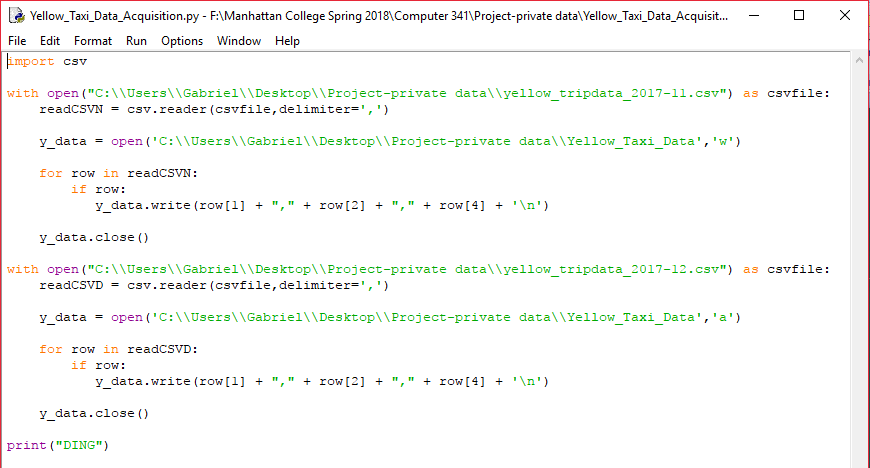 Yellow_Taxi_Data_Acquisition.py - F:\Manhattan College Spring 2018\Computer 341\Project-private data\Yellow_Taxi_Data_Acquisit...
File Edit Format Run Options Window Help
import csv

with open("C:\\Users\\Gabriel\\Desktop\\Project-private data\\yellow_tripdata_2017-11.csv") as csvfile:
    readCSVN = csv.reader(csvfile,delimiter=',')

    y_data = open('C:\\Users\\Gabriel\\Desktop\\Project-private data\\Yellow_Taxi_Data','w')

    for row in readCSVN:
        if row:
           y_data.write(row[1] + "," + row[2] + "," + row[4] + '\n')

    y_data.close()

with open("C:\\Users\\Gabriel\\Desktop\\Project-private data\\yellow_tripdata_2017-12.csv") as csvfile:
    readCSVD = csv.reader(csvfile,delimiter=',')

    y_data = open('C:\\Users\\Gabriel\\Desktop\\Project-private data\\Yellow_Taxi_Data','a')

    for row in readCSVD:
        if row:
           y_data.write(row[1] + "," + row[2] + "," + row[4] + '\n')

    y_data.close()

print("DING")